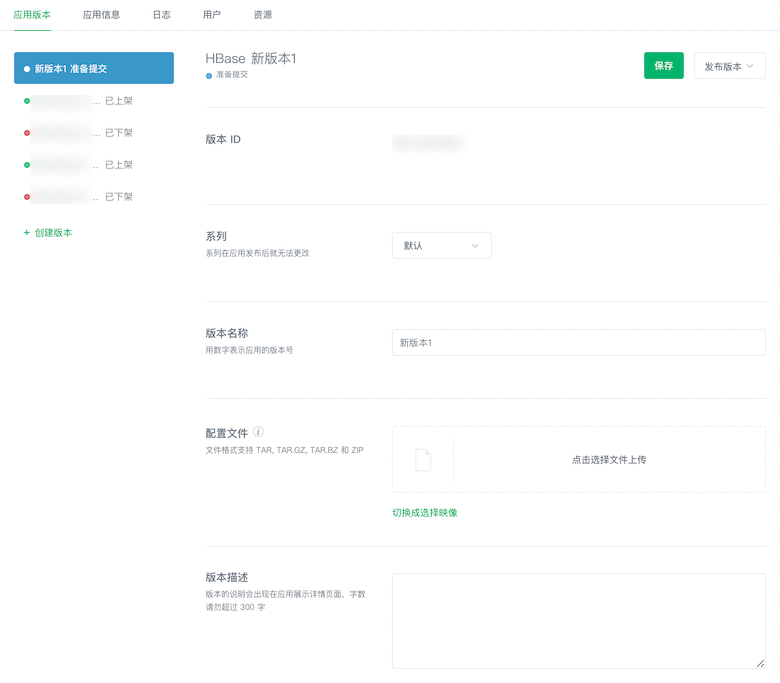 应用版本
应用信息
日志
用户
资源
新版本1 准备提交
... 已上架
... 已下架
.. 已上架
.. 已下架
+ 创建版本
HBase 新版本1
准备提交
保存
发布版本
版本 ID
系列
系列在应用发布后就无法更改
默认
版本名称
用数字表示应用的版本号
新版本1
配置文件
文件格式支持 TAR, TAR.GZ, TAR.BZ 和 ZIP
点击选择文件上传
切换成选择映像
版本描述
版本的说明会出现在应用展示详情页面，字数
请勿超过 300 字